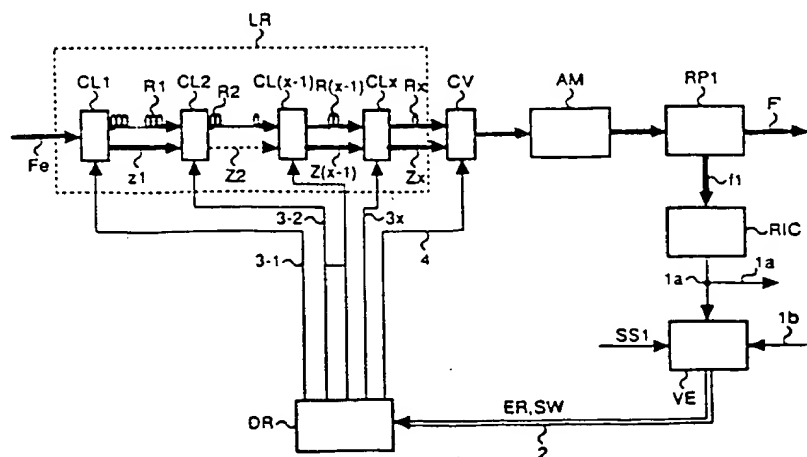 LR
CL1
R1
CL2
R2
CL(x-1)
R(x-1)
CLx
Rx
CV
AM
RP1
F
Fe
z1
Z2
Z(x-1)
Zx
f1
3-2
3x
3-1
4
RIC
1a
1a
SS1
1b
VE
DR
ER,SW
2